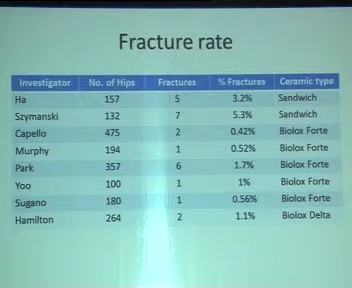 Fracture rate
Investigator No. of Hips Fractures % Fractures Ceramic type
Ha 157 5 3.2% Sandwich
Szymanski 132 7 5.3% Sandwich
Capello 475 2 0.42% Biolox Forte
Murphy 194 1 0.52% Biolox Forte
Park 357 6 1.7% Biolox Forte
Yoo 100 1 1% Biolox Forte
Sugano 180 1 0.56% Biolox Forte
Hamilton 264 2 1.1% Biolox Delta